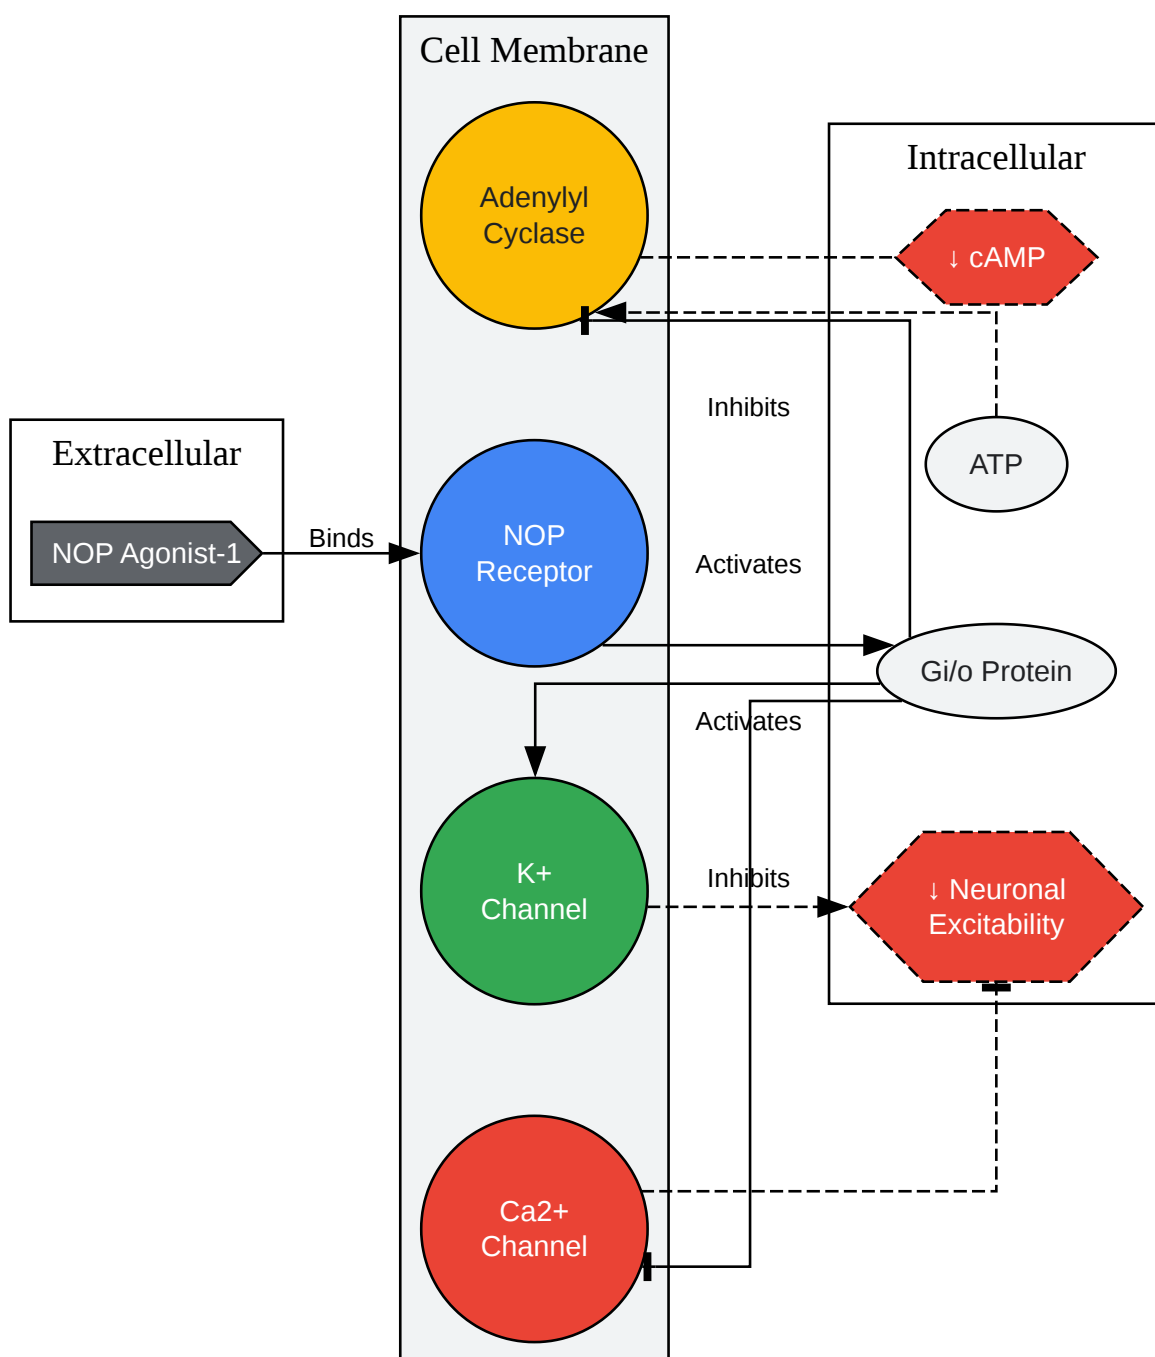 Cell Membrane
Intracellular
Adenylyl
Cyclase
↓ cAMP
Inhibits
Extracellular
ATP
NOP Agonist-1
Binds
NOP
Receptor
Activates
Gi/o Protein
Activates
K+
Channel
Inhibits
↓ Neuronal
Excitability
Ca2+
Channel